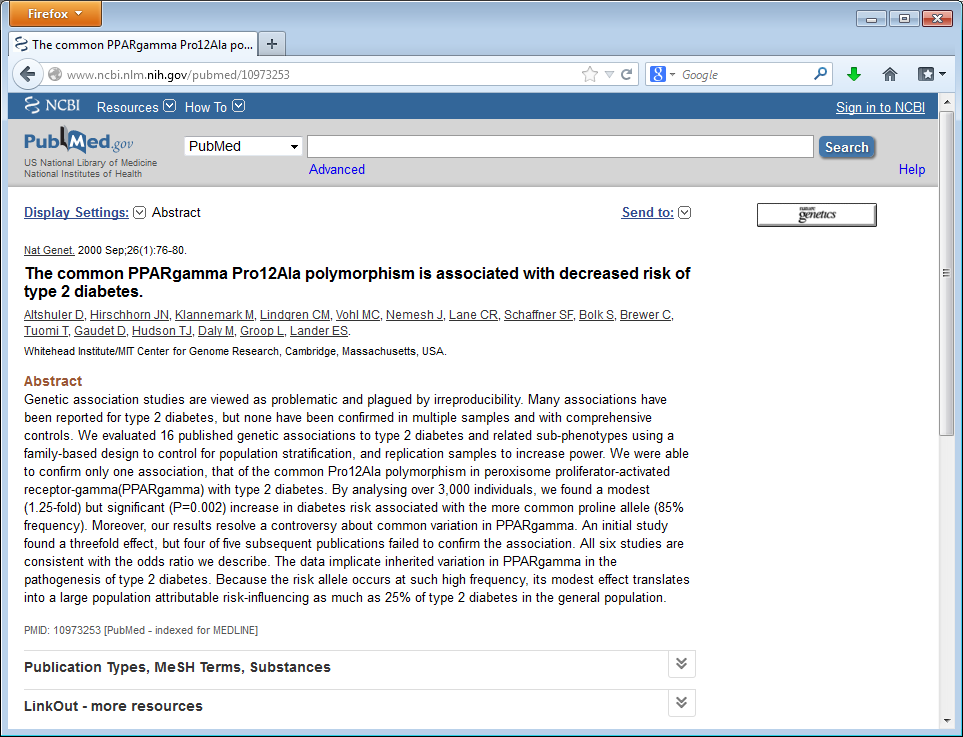 Firefox
The common PPARgamma Pro12Ala po...
www.ncbi.nlm.nih.gov/pubmed/10973253
Google
NCBI Resources How To Sign in to NCBI
PubMed.gov
US National Library of Medicine
National Institutes of Health
PubMed
Search
Advanced
Help
Display Settings: Abstract
Send to:
nature genetics
Nat Genet. 2000 Sep;26(1):76-80.
The common PPARgamma Pro12Ala polymorphism is associated with decreased risk of
type 2 diabetes.
Altshuler D, Hirschhorn JN, Klannemark M, Lindgren CM, Vohl MC, Nemesh J, Lane CR, Schaffner SF, Bolk S, Brewer C,
Tuomi T, Gaudet D, Hudson TJ, Daly M, Groop L, Lander ES.
Whitehead Institute/MIT Center for Genome Research, Cambridge, Massachusetts, USA.
Abstract
Genetic association studies are viewed as problematic and plagued by irreproducibility. Many associations have
been reported for type 2 diabetes, but none have been confirmed in multiple samples and with comprehensive
controls. We evaluated 16 published genetic associations to type 2 diabetes and related sub-phenotypes using a
family-based design to control for population stratification, and replication samples to increase power. We were able
to confirm only one association, that of the common Pro12Ala polymorphism in peroxisome proliferator-activated
receptor-gamma(PPARgamma) with type 2 diabetes. By analysing over 3,000 individuals, we found a modest
(1.25-fold) but significant (P=0.002) increase in diabetes risk associated with the more common proline allele (85%
frequency). Moreover, our results resolve a controversy about common variation in PPARgamma. An initial study
found a threefold effect, but four of five subsequent publications failed to confirm the association. All six studies are
consistent with the odds ratio we describe. The data implicate inherited variation in PPARgamma in the
pathogenesis of type 2 diabetes. Because the risk allele occurs at such high frequency, its modest effect translates
into a large population attributable risk-influencing as much as 25% of type 2 diabetes in the general population.
PMID: 10973253 [PubMed - indexed for MEDLINE]
Publication Types, MeSH Terms, Substances
LinkOut - more resources